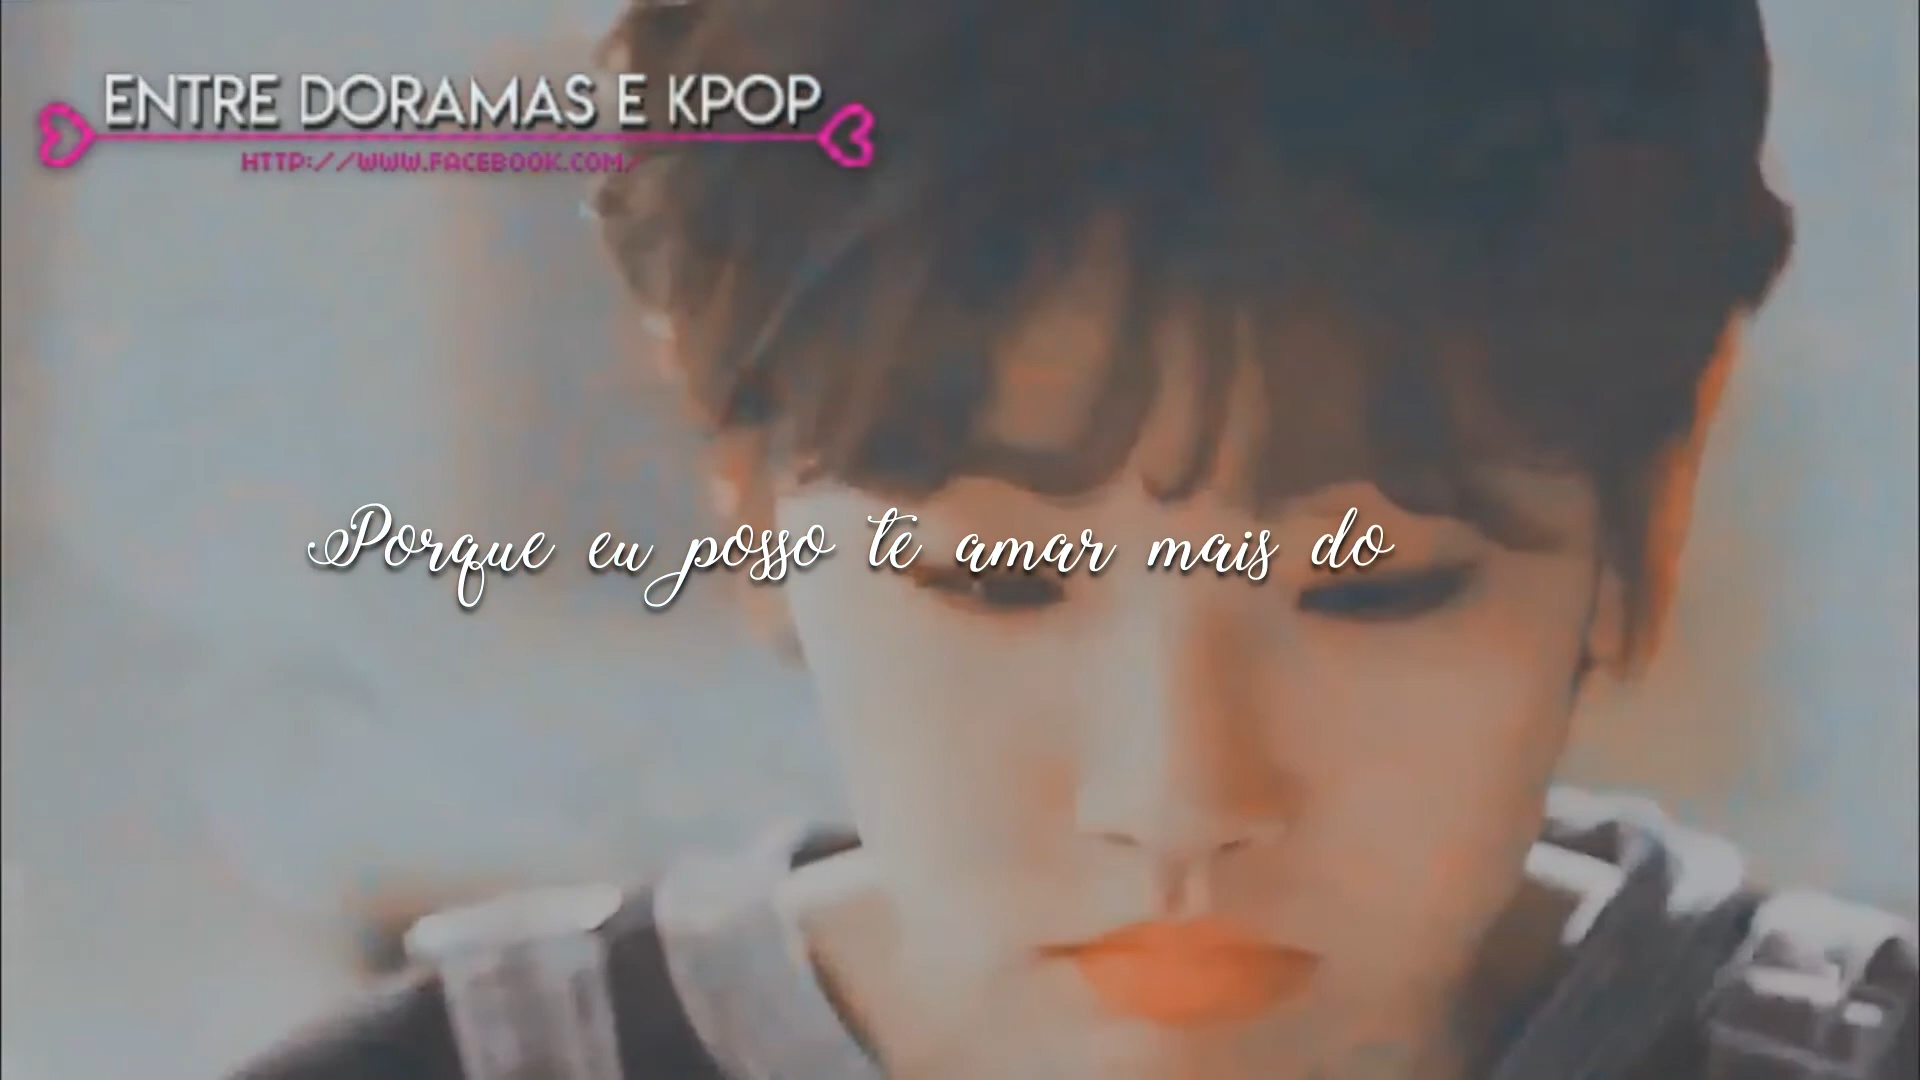 ENTRE DORAMAS E KPOP
HTTP://WWW.FACEBOOK.COM/
Porque eu posso te amar mais do